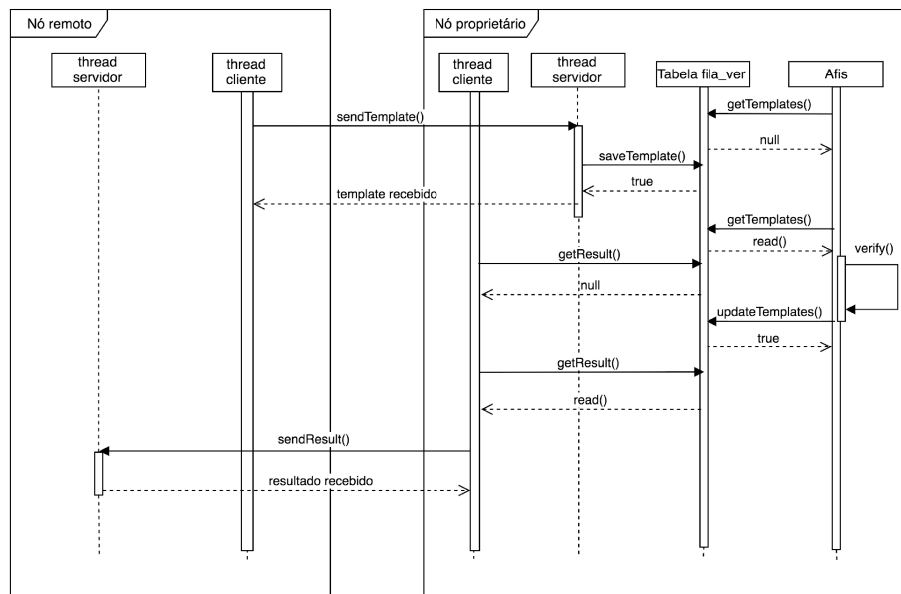 Nó remoto
Nó proprietário
thread
servidor
thread
cliente
thread
cliente
thread
servidor
Tabela fila_ver
Afis
getTemplates()
sendTemplate()
null
saveTemplate()
true
template recebido
getTemplates()
read()
verify()
getResult()
null
updateTemplates()
true
getResult()
read()
sendResult()
resultado recebido